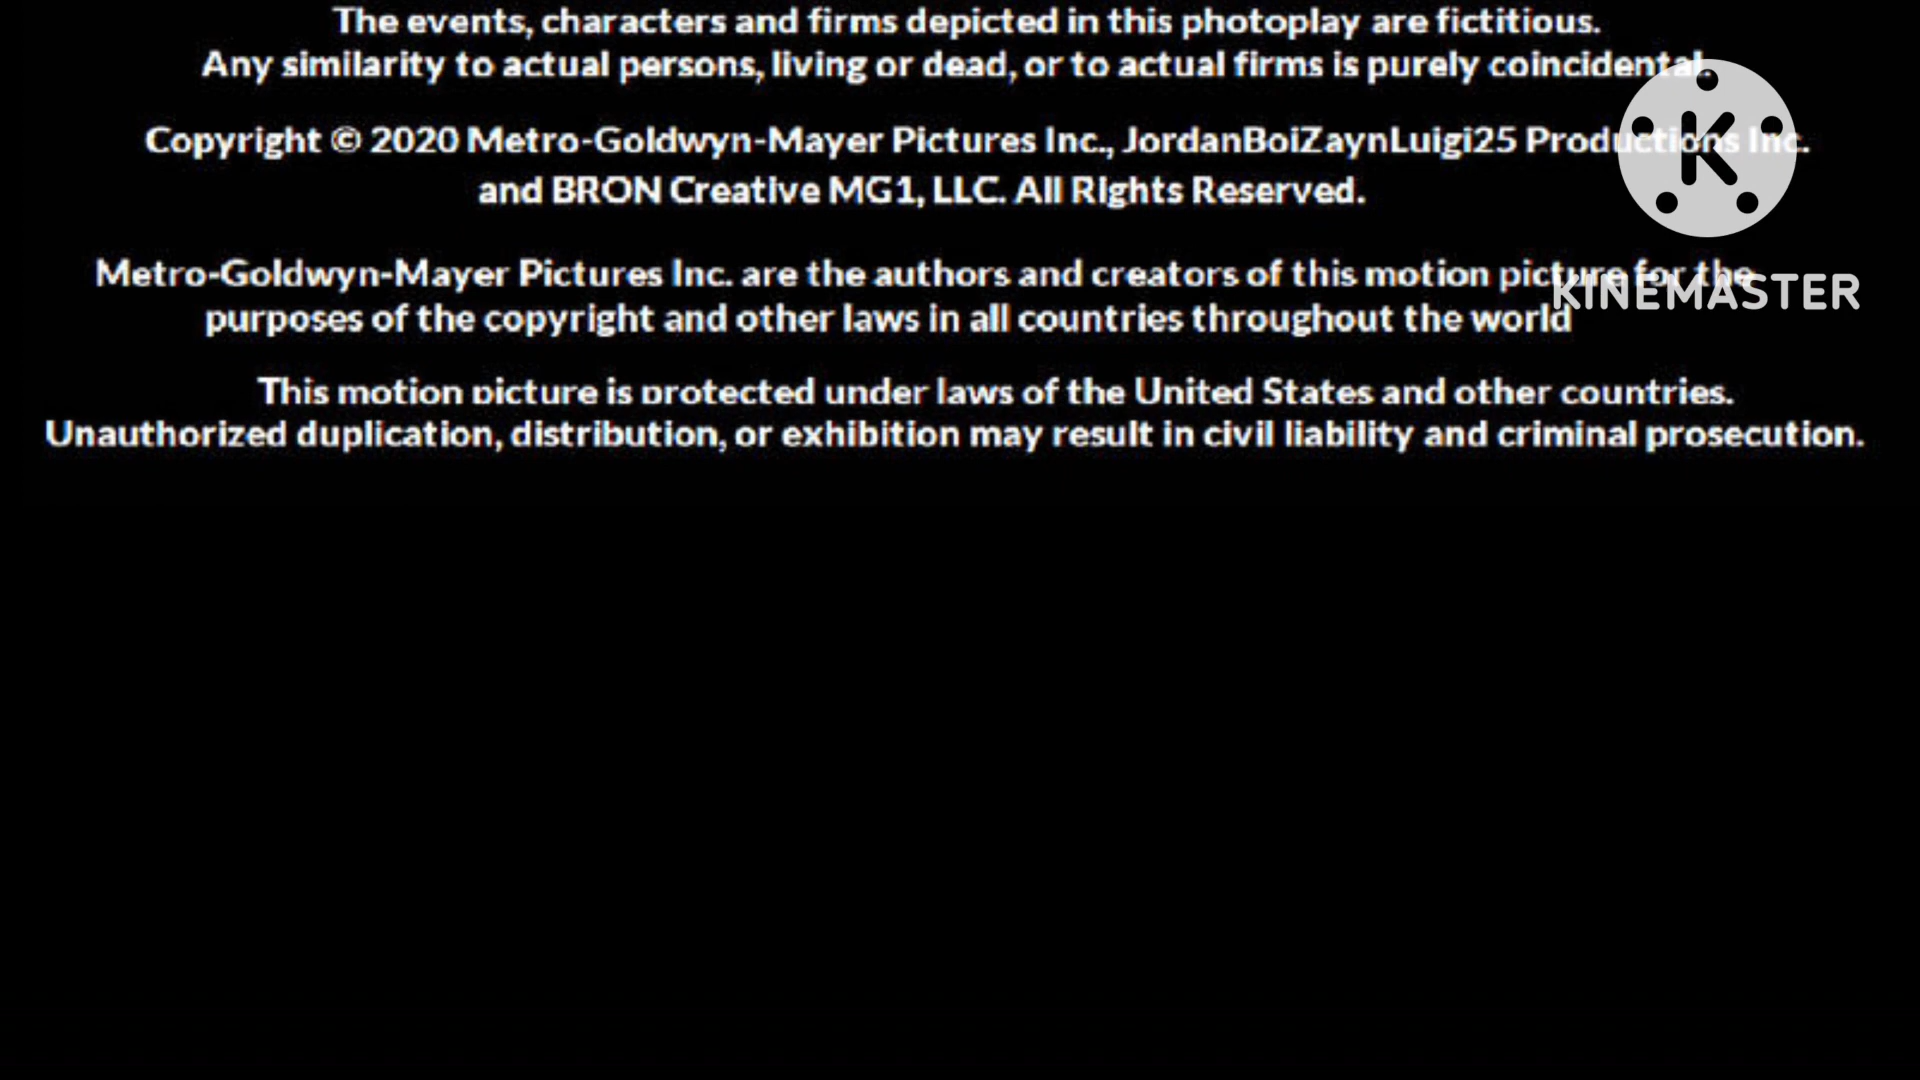 The events, characters and firms depicted in this photoplay are fictitious.
Any similarity to actual persons, living or dead, or to actual firms is purely coincidental.
Copyright © 2020 Metro-Goldwyn-Mayer Pictures Inc., JordanBoiZaynLuigi25 Productions Inc.
and BRON Creative MG1, LLC. All Rights Reserved.
Metro-Goldwyn-Mayer Pictures Inc. are the authors and creators of this motion picture for the
purposes of the copyright and other laws in all countries throughout the world
This motion picture is protected under laws of the United States and other countries.
Unauthorized duplication, distribution, or exhibition may result in civil liability and criminal prosecution.
K
KINEMASTER